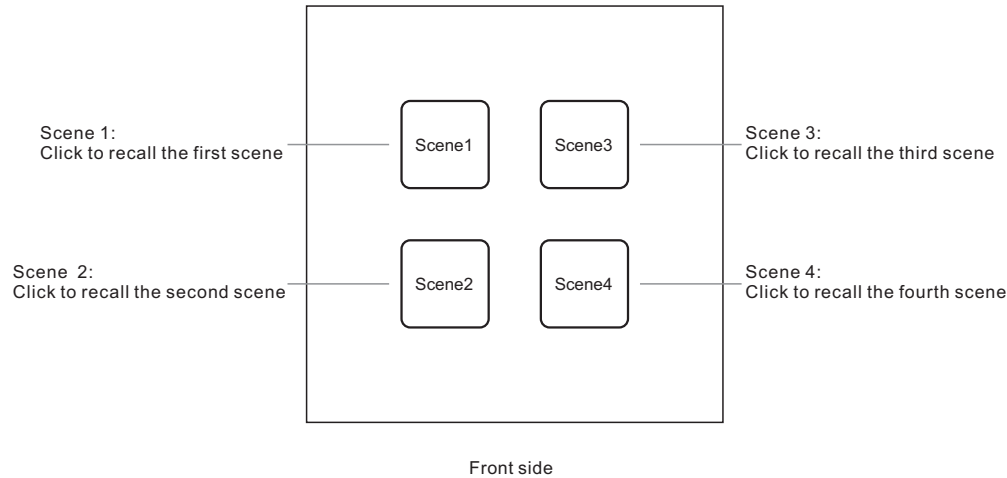 Scene 1:
Click to recall the first scene
Scene1
Scene3
Scene 3:
Click to recall the third scene
Scene 2:
Click to recall the second scene
Scene2
Scene4
Scene 4:
Click to recall the fourth scene
Front side